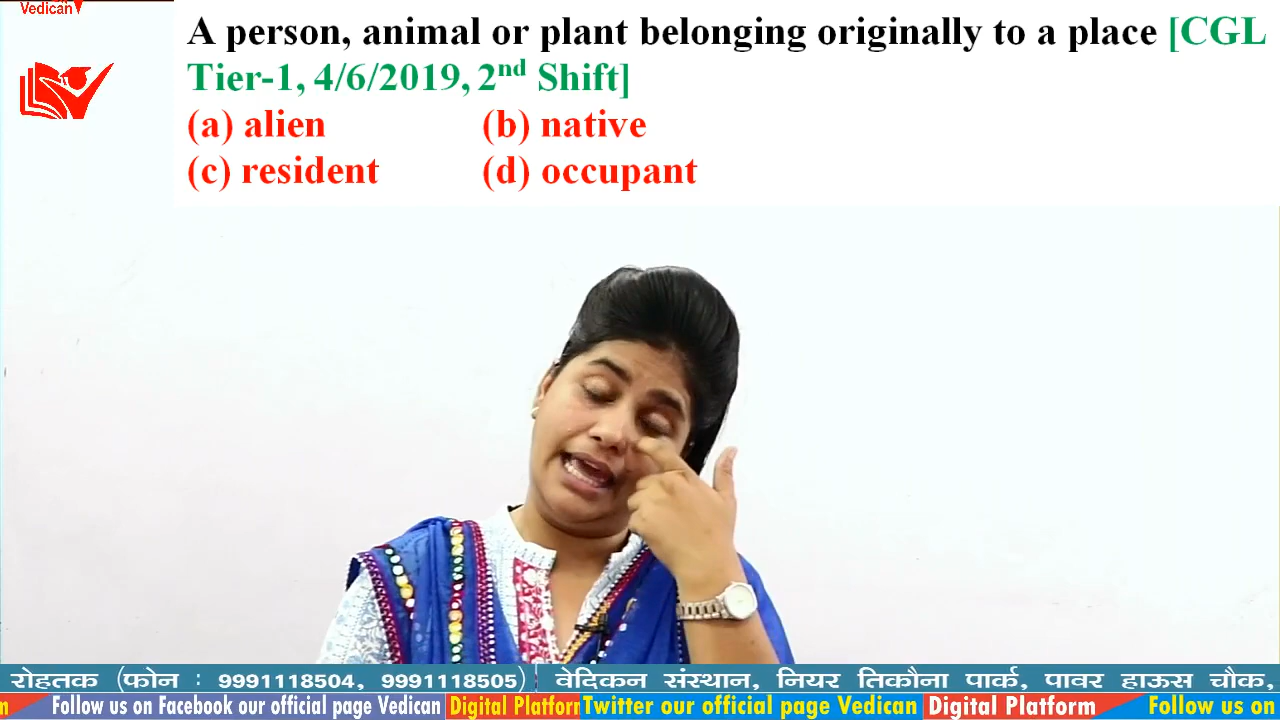 Vedican
A person, animal or plant belonging originally to a place [CGL
Tier-1, 4/6/2019, 2nd Shift]
(a) alien (b) native
(c) resident (d) occupant
रोहतक (फोन : 9991118504, 9991118505) वेदिकन संस्थान, नियर तिकौना पार्क, पावर हाऊस चौक,
Follow us on Facebook our official page Vedican Digital Platforn Twitter our official page Vedican Digital Platform Follow us on